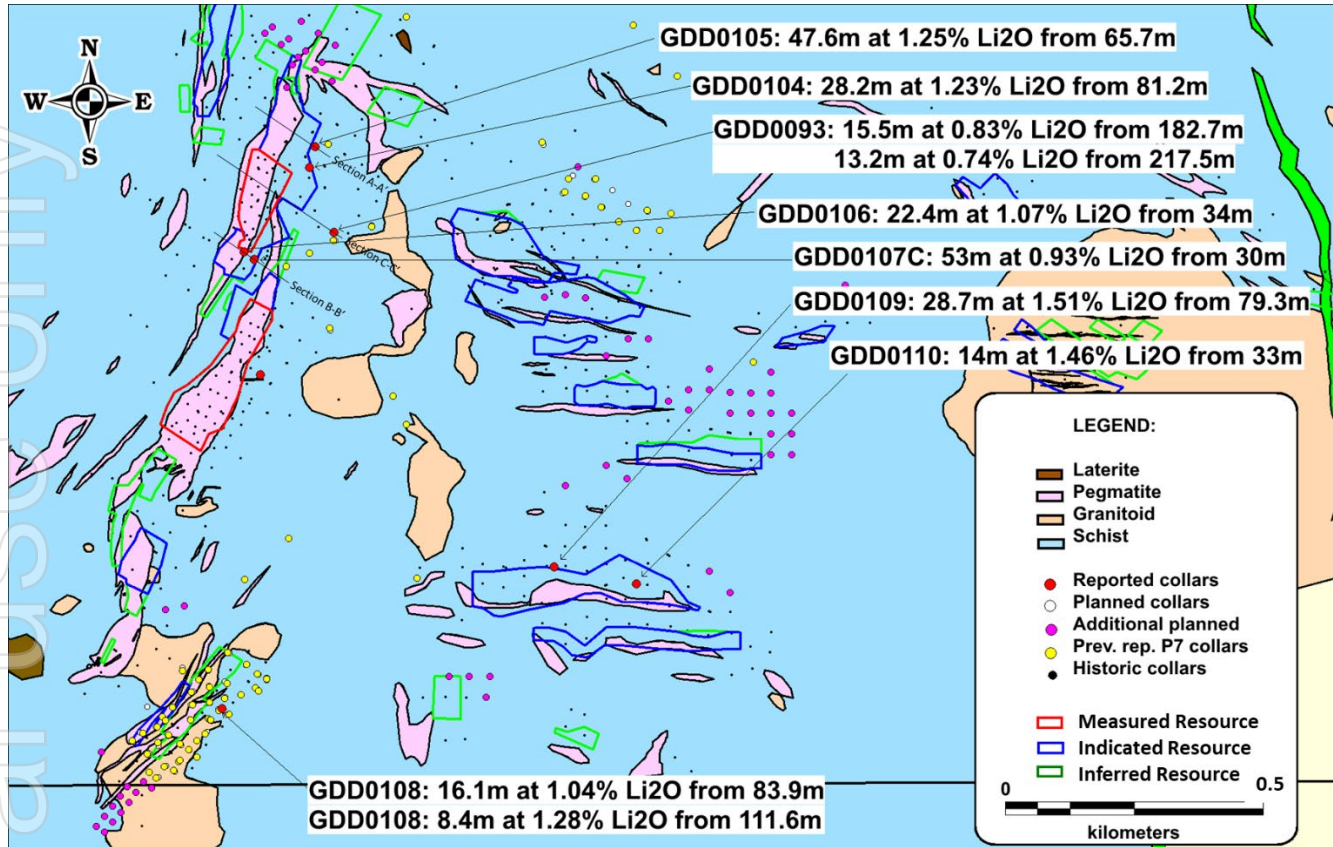 N
W E
S
GDD0105: 47.6m at 1.25% Li2O from 65.7m
GDD0104: 28.2m at 1.23% Li2O from 81.2m
GDD0093: 15.5m at 0.83% Li2O from 182.7m
13.2m at 0.74% Li2O from 217.5m
GDD0106: 22.4m at 1.07% Li2O from 34m
GDD0107C: 53m at 0.93% Li2O from 30m
GDD0109: 28.7m at 1.51% Li2O from 79.3m
GDD0110: 14m at 1.46% Li2O from 33m
Section A-A'
Section C-C'
Section B-B'
LEGEND:
Laterite
Pegmatite
Granitoid
Schist
Reported collars
Planned collars
Additional planned
Prev. rep. P7 collars
Historic collars
Measured Resource
Indicated Resource
Inferred Resource
0 0.5
kilometers
GDD0108: 16.1m at 1.04% Li2O from 83.9m
GDD0108: 8.4m at 1.28% Li2O from 111.6m